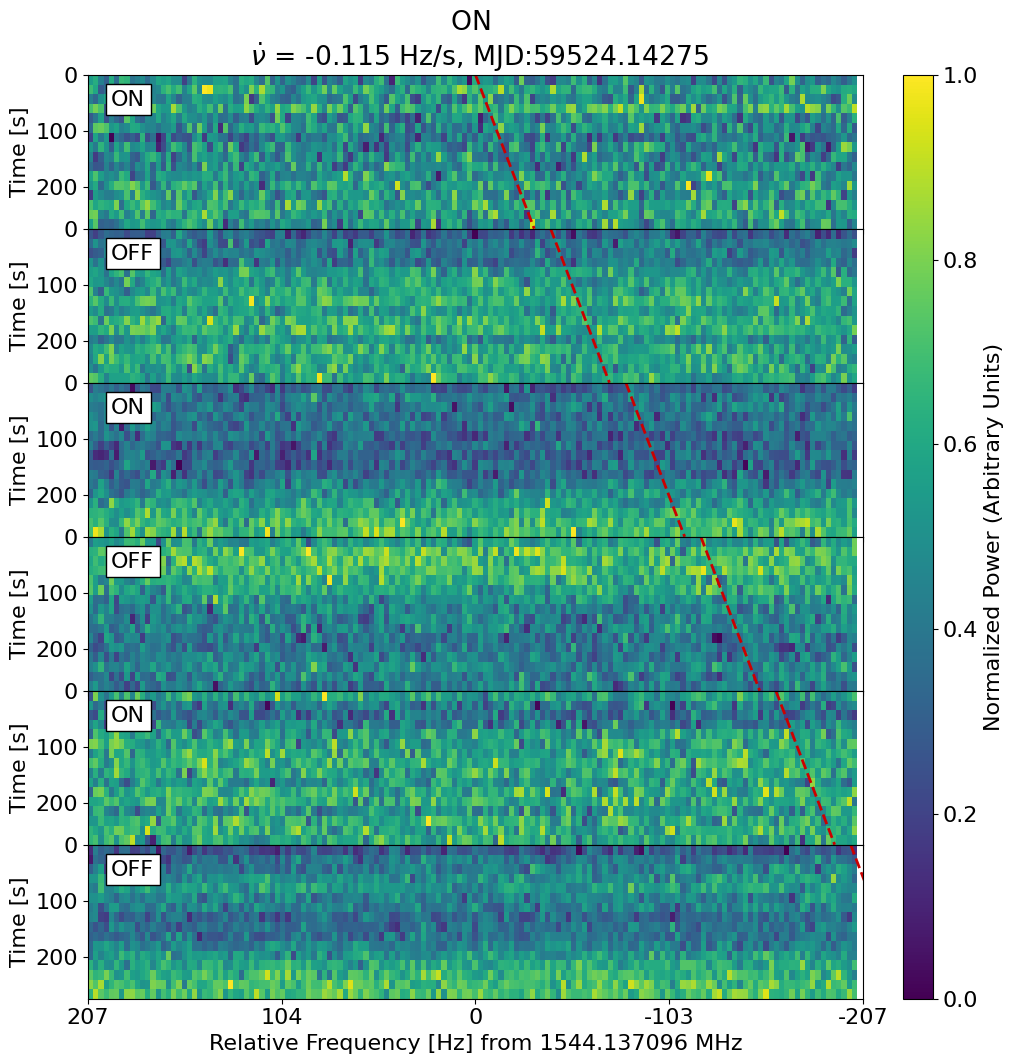 ON
ν̇ = -0.115 Hz/s, MJD:59524.14275
0
100
200
Time [s]
ON
0
100
200
Time [s]
OFF
0
100
200
Time [s]
ON
0
100
200
Time [s]
OFF
0
100
200
Time [s]
ON
0
100
200
Time [s]
OFF
207 104 0 -103 -207
Relative Frequency [Hz] from 1544.137096 MHz
1.0
0.8
0.6
0.4
0.2
0.0
Normalized Power (Arbitrary Units)